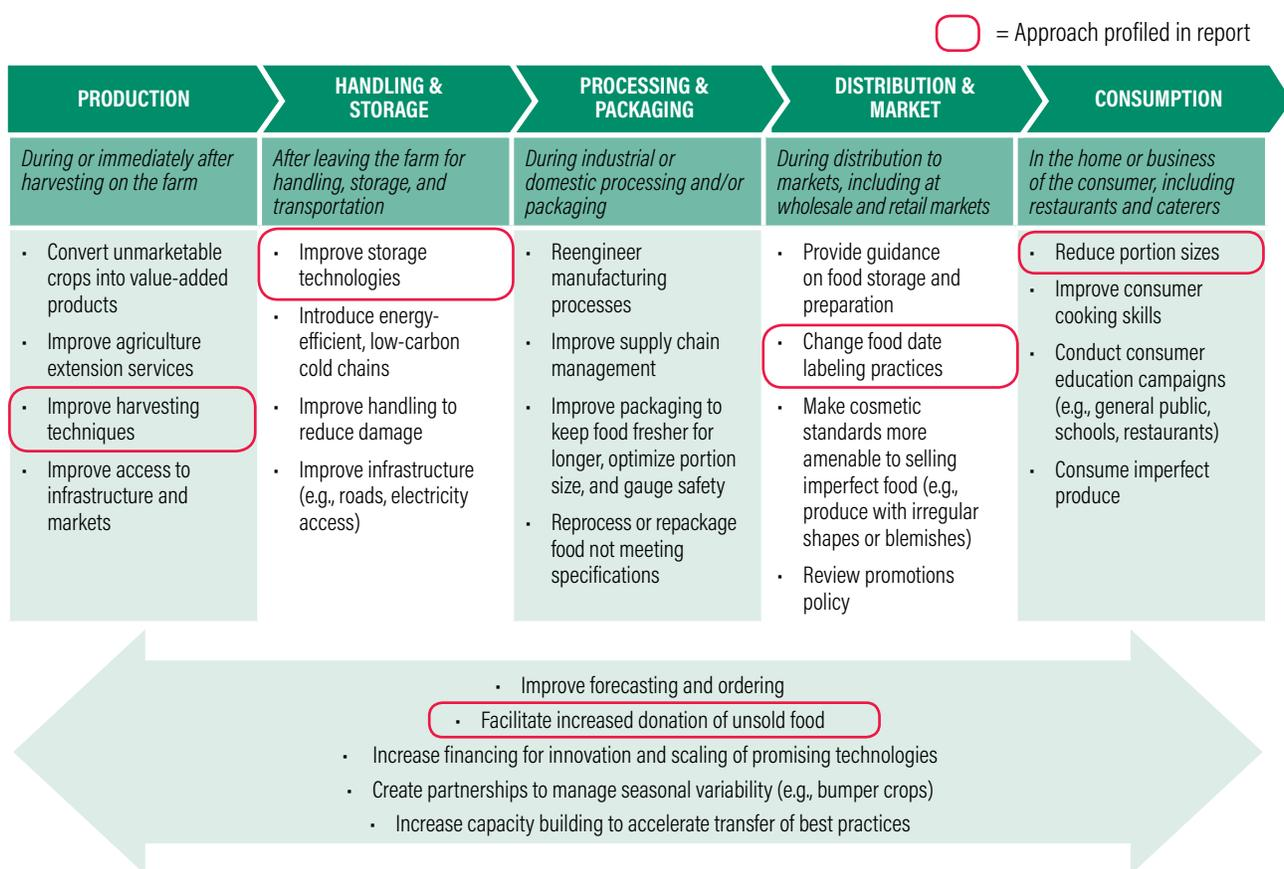 = Approach profiled in report
PRODUCTION
HANDLING &
STORAGE
PROCESSING &
PACKAGING
DISTRIBUTION &
MARKET
CONSUMPTION
During or immediately after
harvesting on the farm
After leaving the farm for
handling, storage, and
transportation
During industrial or
domestic processing and/or
packaging
During distribution to
markets, including at
wholesale and retail markets
In the home or business
of the consumer, including
restaurants and caterers
· Convert unmarketable
crops into value-added
products
· Improve agriculture
extension services
· Improve harvesting
techniques
· Improve access to
infrastructure and
markets
· Improve storage
technologies
· Introduce energy-
efficient, low-carbon
cold chains
· Improve handling to
reduce damage
· Improve infrastructure
(e.g., roads, electricity
access)
· Reengineer
manufacturing
processes
· Improve supply chain
management
· Improve packaging to
keep food fresher for
longer, optimize portion
size, and gauge safety
· Reprocess or repackage
food not meeting
specifications
· Provide guidance
on food storage and
preparation
· Change food date
labeling practices
· Make cosmetic
standards more
amenable to selling
imperfect food (e.g.,
produce with irregular
shapes or blemishes)
· Review promotions
policy
· Reduce portion sizes
· Improve consumer
cooking skills
· Conduct consumer
education campaigns
(e.g., general public,
schools, restaurants)
· Consume imperfect
produce
· Improve forecasting and ordering
· Facilitate increased donation of unsold food
· Increase financing for innovation and scaling of promising technologies
· Create partnerships to manage seasonal variability (e.g., bumper crops)
· Increase capacity building to accelerate transfer of best practices